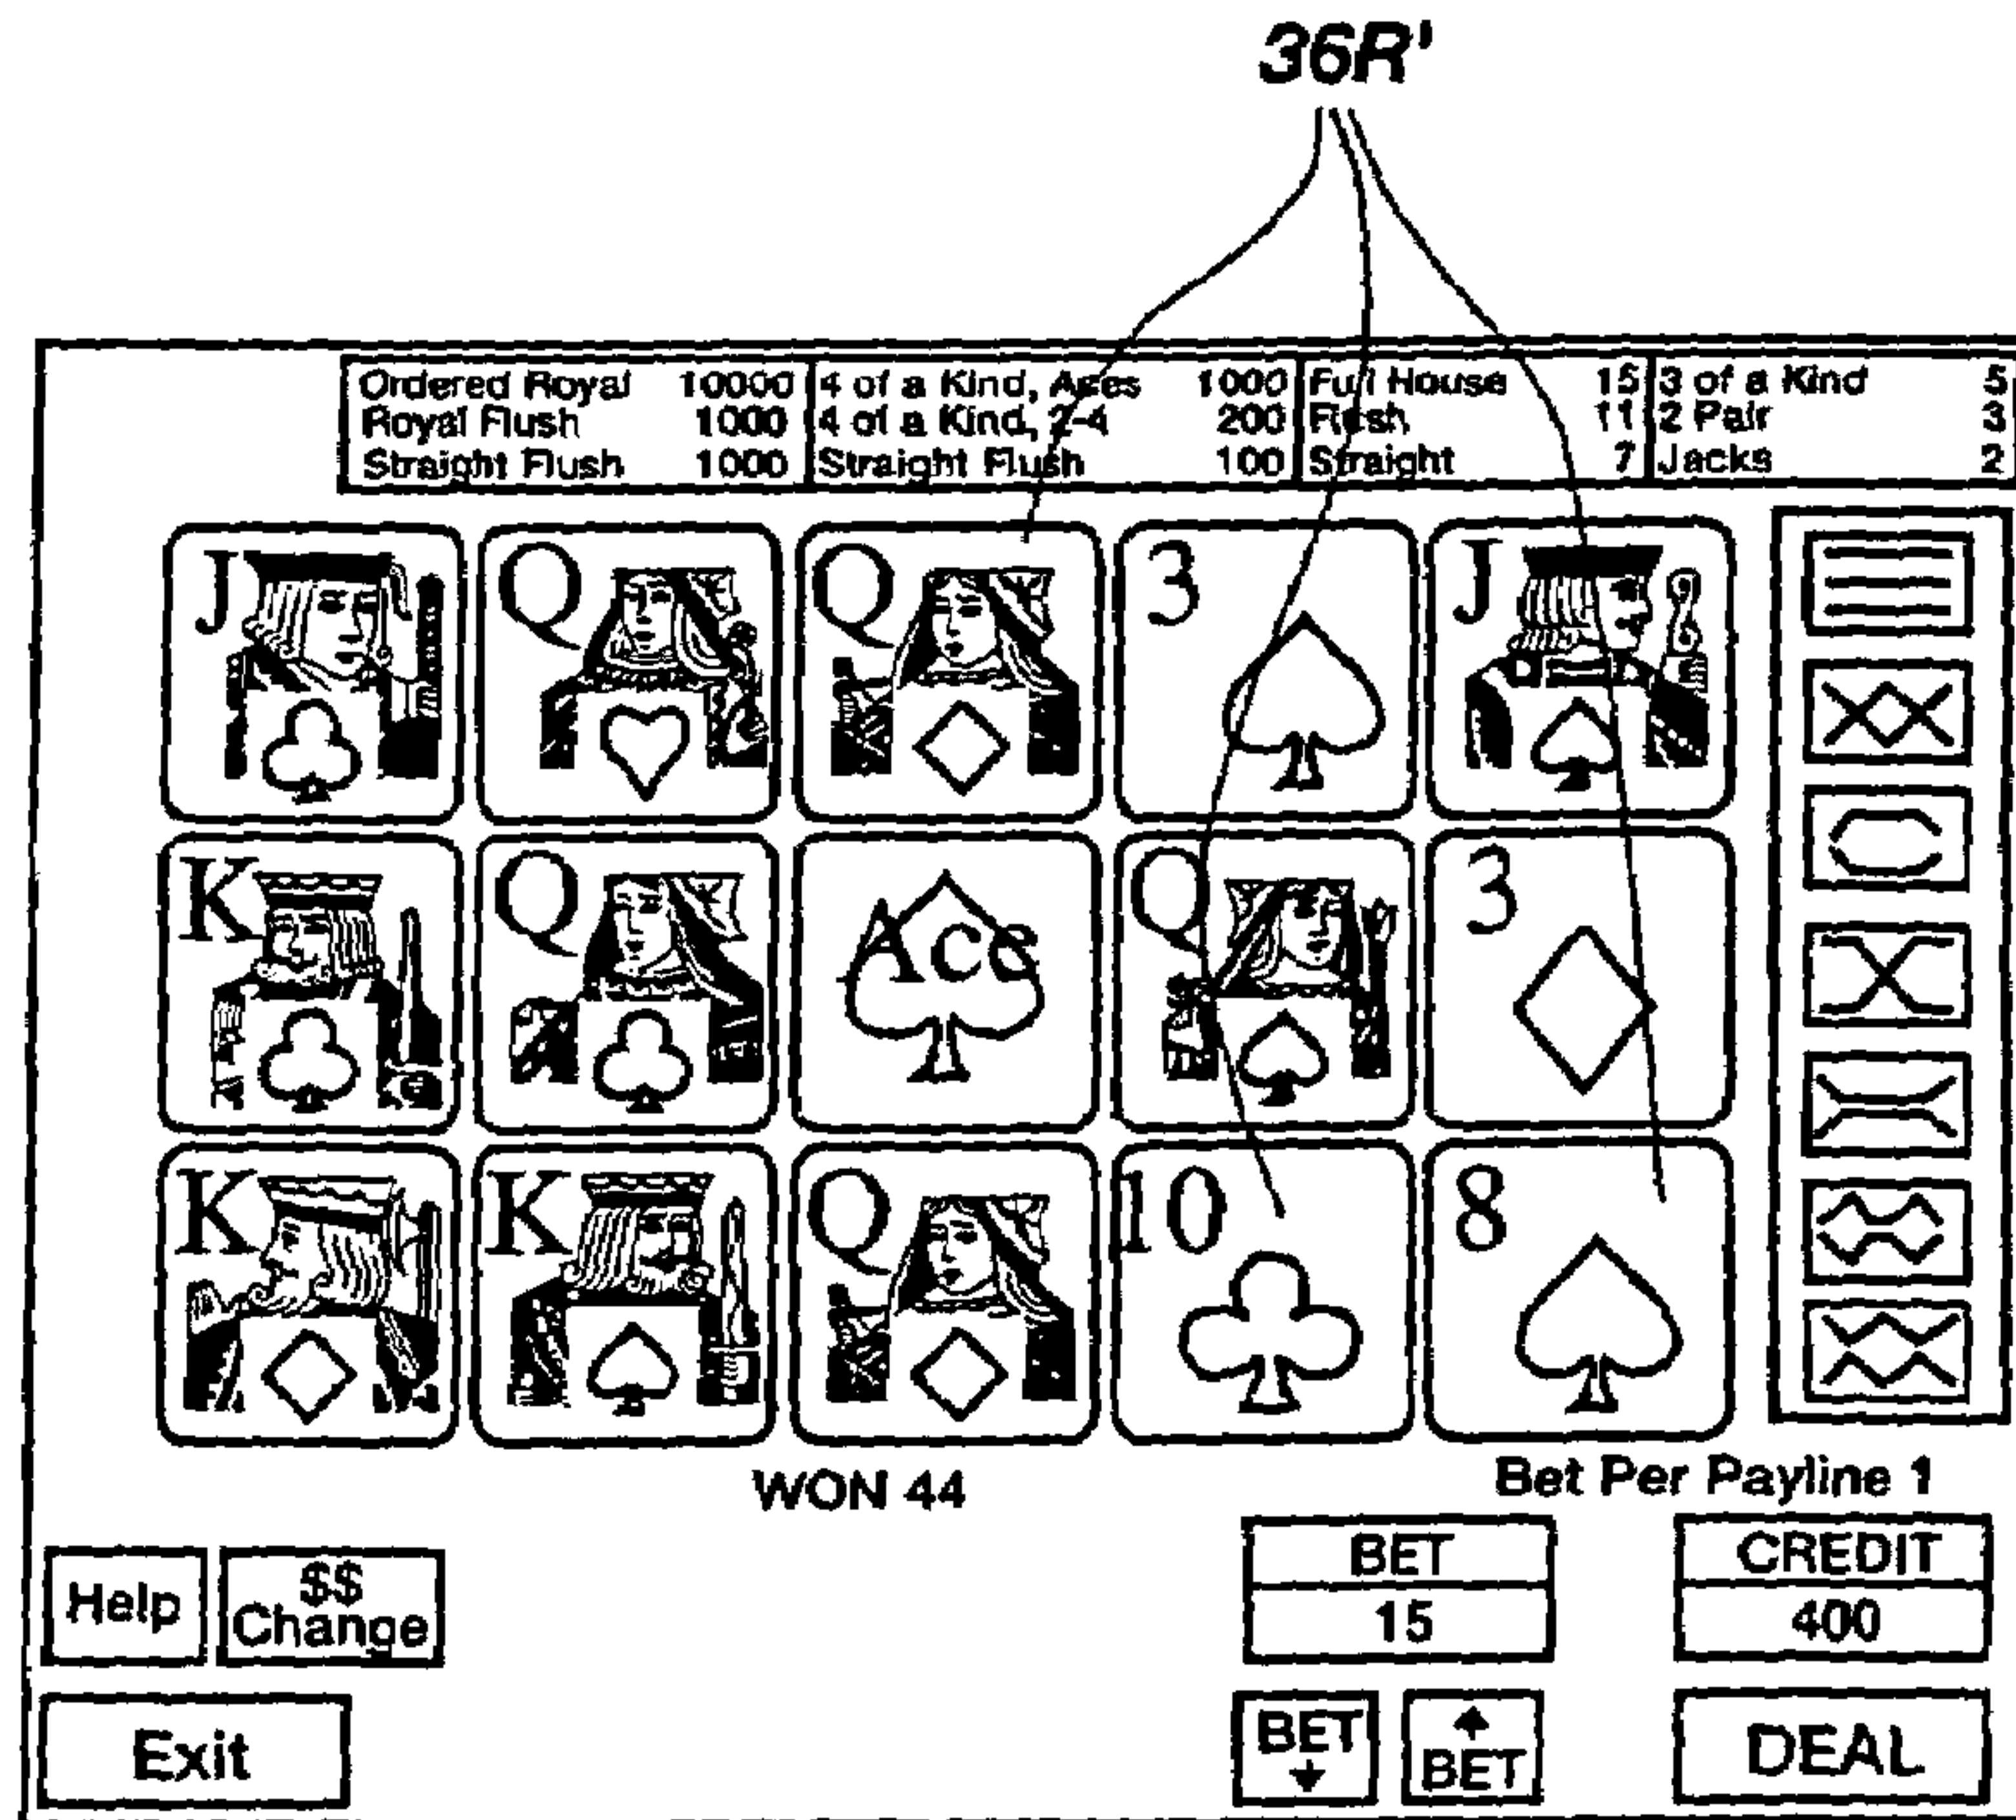 36R'
Ordered Royal 10000 4 of a Kind, Aces 1000 Full House 15 3 of a Kind 5
Royal Flush 1000 4 of a Kind, 2-4 200 Flush 11 2 Pair 3
Straight Flush 1000 Straight Flush 100 Straight 7 Jacks 2
J Q Q 3 J
K Q Ace Q 3
K K Q 10 8
WON 44
Bet Per Payline 1
Help $$ Change
BET CREDIT
15 400
Exit
BET BET DEAL